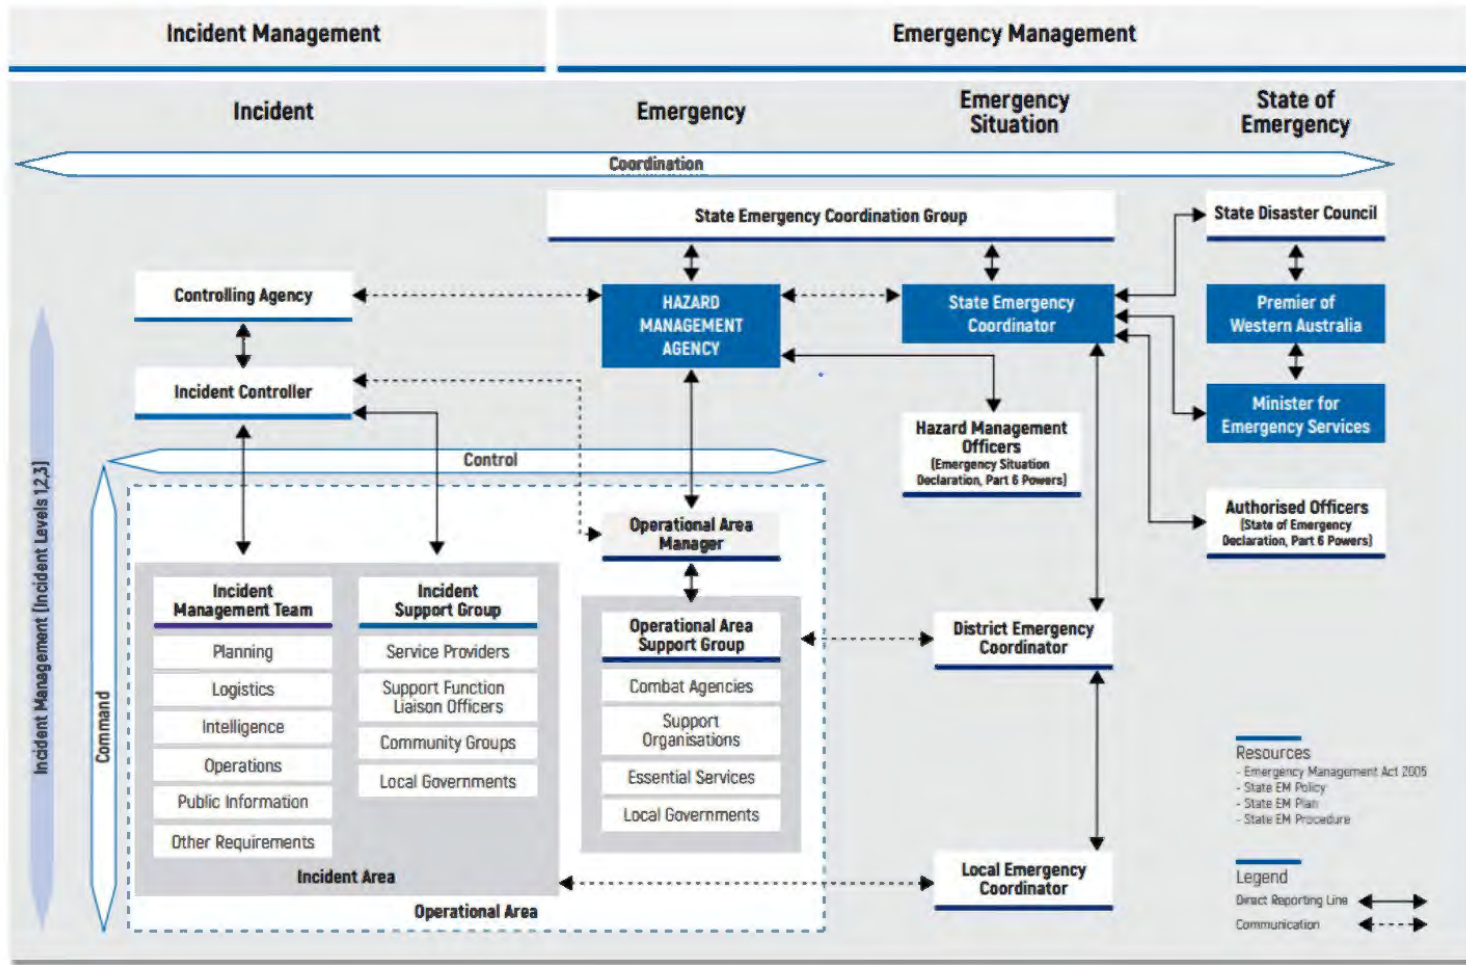 Incident Management
Emergency Management
Incident
Emergency
Emergency
Situation
State of
Emergency
Coordination
State Emergency Coordination Group
State Disaster Council
Controlling Agency
HAZARD
MANAGEMENT
AGENCY
State Emergency
Coordinator
Premier of
Western Australia
Incident Controller
Minister for
Emergency Services
Hazard Management
Officers
(Emergency Situation
Declaration, Part 6 Powers)
Control
Authorised Officers
(State of Emergency
Declaration, Part 6 Powers)
Operational Area
Manager
Incident Management (Incident Levels 1,2,3)
Command
Incident
Management Team
Planning
Logistics
Intelligence
Operations
Public Information
Other Requirements
Incident
Support Group
Service Providers
Support Function
Liaison Officers
Community Groups
Local Governments
Incident Area
Operational Area
Operational Area
Support Group
Combat Agencies
Support
Organisations
Essential Services
Local Governments
District Emergency
Coordinator
Local Emergency
Coordinator
Resources
- Emergency Management Act 2005
- State EM Policy
- State EM Plan
- State EM Procedure
Legend
Direct Reporting Line
Communication